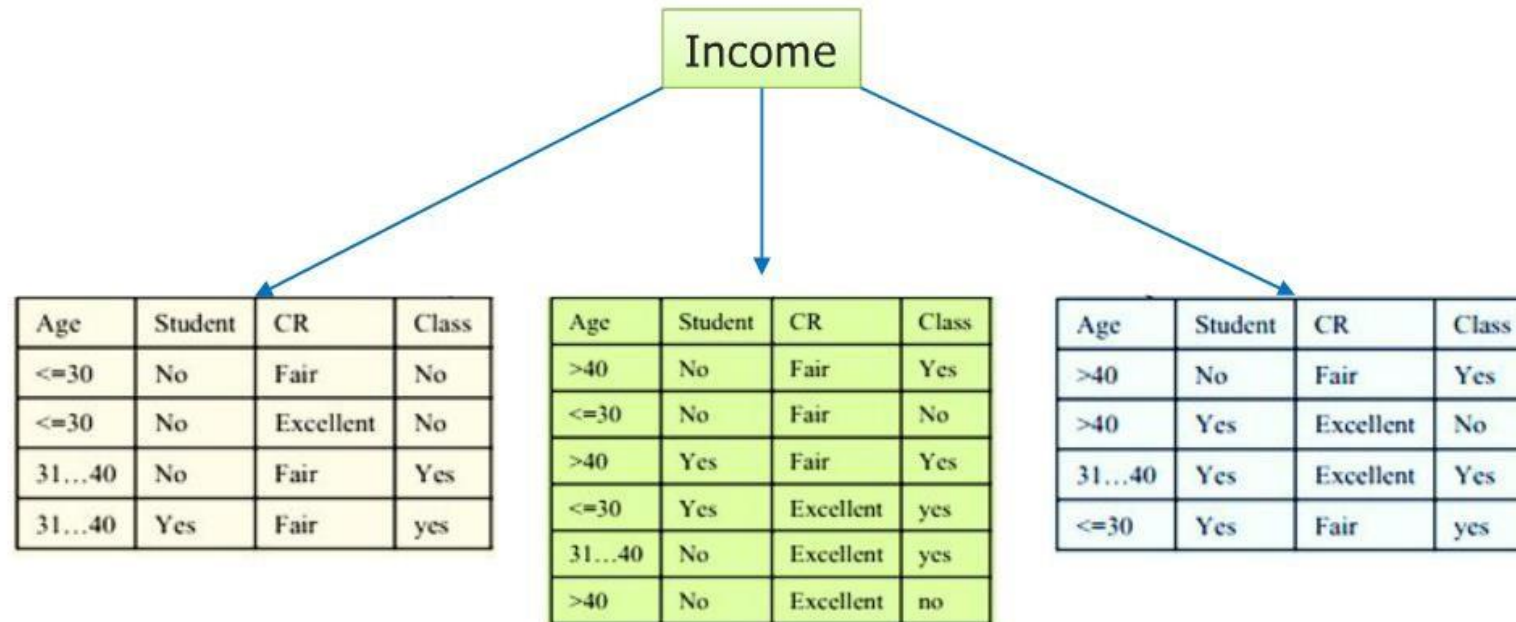 Income
Age Student CR Class
<=30 No Fair No
<=30 No Excellent No
31...40 No Fair Yes
31...40 Yes Fair yes
Age Student CR Class
>40 No Fair Yes
<=30 No Fair No
>40 Yes Fair Yes
<=30 Yes Excellent yes
31...40 No Excellent yes
>40 No Excellent no
Age Student CR Class
>40 No Fair Yes
>40 Yes Excellent No
31...40 Yes Excellent Yes
<=30 Yes Fair yes